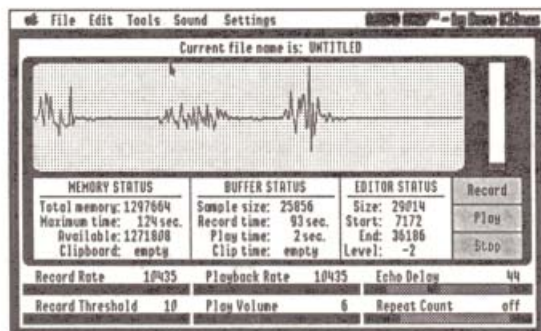 File Edit Tools Sound Settings
by
Current file name is: UNTITLED
MEMORY STATUS
Total memory: 1297664
Maximum time: 124 sec.
Available: 1271808
Clipboard: empty
BUFFER STATUS
Sample size: 25856
Record time: 93 sec.
Play time: 2 sec.
Clip time: empty
EDITOR STATUS
Size: 29014
Start: 7172
End: 36186
Level: -2
Record
Play
Stop
Record Rate 10435
Playback Rate 10435
Echo Delay 44
Record Threshold 10
Play Volume 6
Repeat Count off